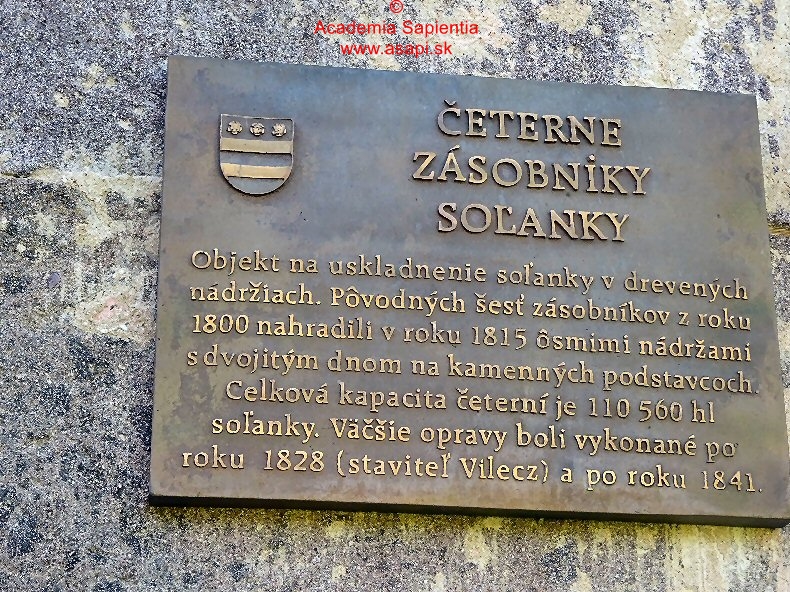 ©
Academia Sapientia
www.asapi.sk
ČETERNE
ZÁSOBNÍKY
SOĽANKY
Objekt na uskladnenie soľanky v drevených
nádržiach. Pôvodných šesť zásobníkov z roku
1800 nahradili v roku 1815 ôsmimi nádržami
s dvojitým dnom na kamenných podstavcoch.
Celková kapacita četerní je 110 560 hl
soľanky. Väčšie opravy boli vykonané po
roku 1828 (staviteľ Vilecz) a po roku 1841.